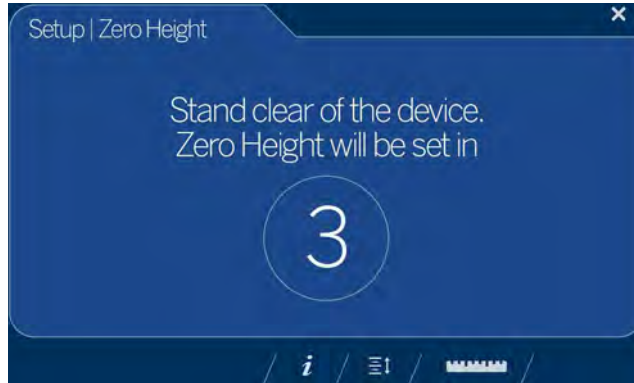 Setup | Zero Height
Stand clear of the device.
Zero Height will be set in
3
i